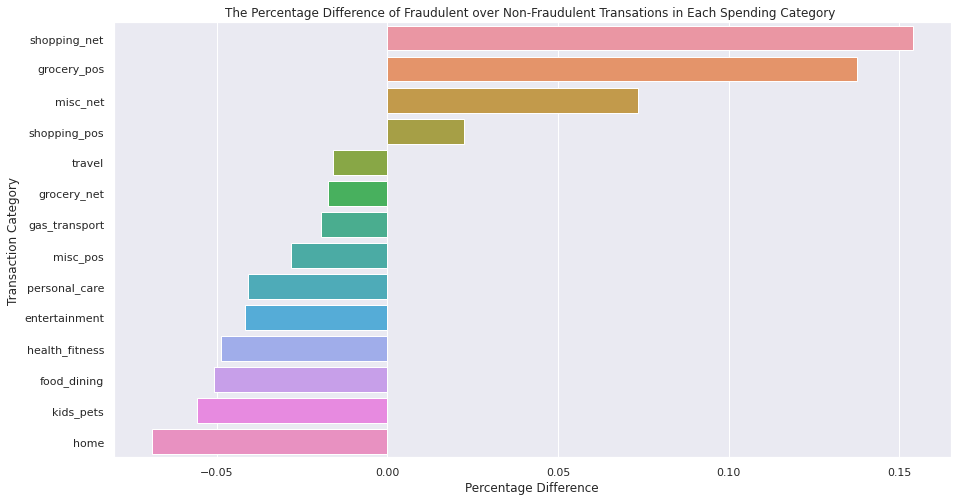 The Percentage Difference of Fraudulent over Non-Fraudulent Transations in Each Spending Category
Transaction Category
shopping_net
grocery_pos
misc_net
shopping_pos
travel
grocery_net
gas_transport
misc_pos
personal_care
entertainment
health_fitness
food_dining
kids_pets
home
−0.05 0.00 0.05 0.10 0.15
Percentage Difference